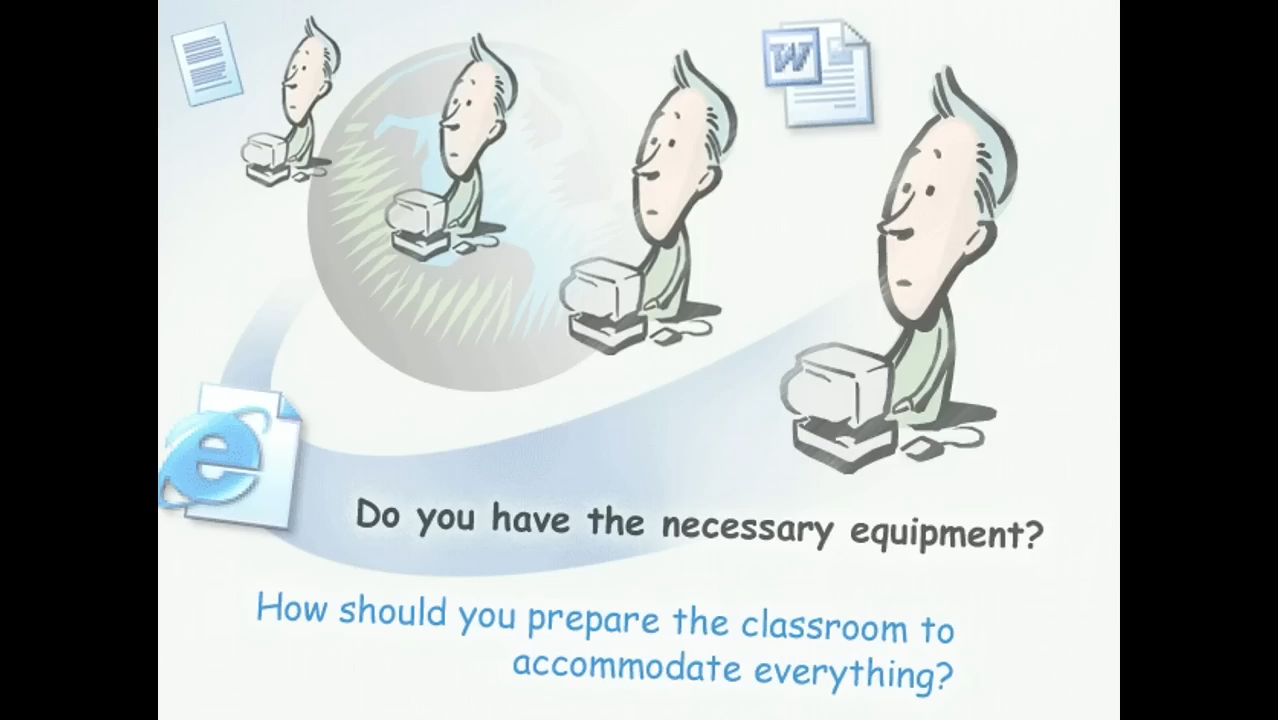 W
e
Do you have the necessary equipment?
How should you prepare the classroom to
accommodate everything?